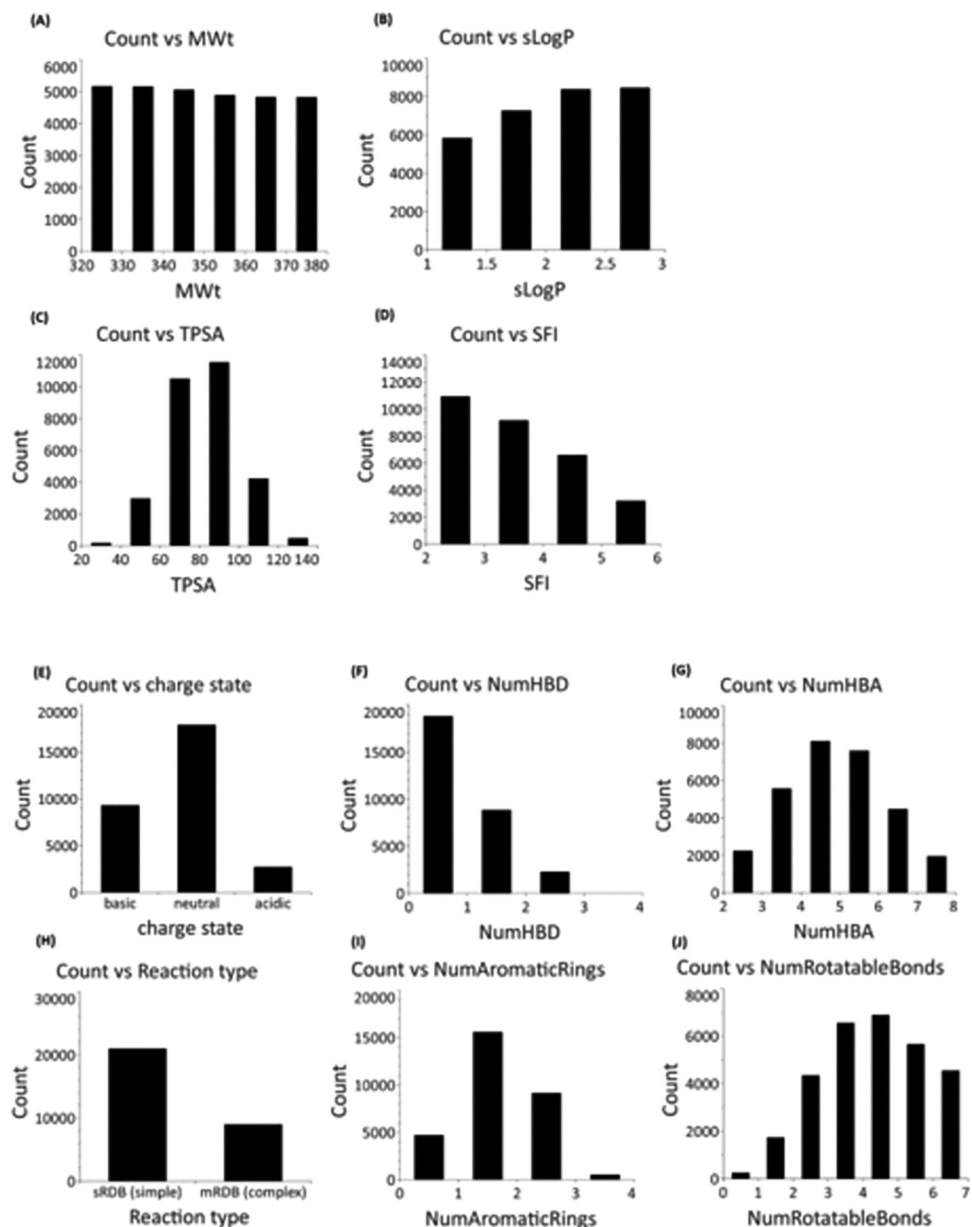 (A)
Count vs MWt
6000
5000
4000
3000
2000
1000
0
Count
320 330 340 350 360 370 380
MWt
(B)
Count vs sLogP
10000
8000
6000
4000
2000
0
Count
1 1.5 2 2.5 3
sLogP
(C)
Count vs TPSA
12000
10000
8000
6000
4000
2000
0
Count
20 40 60 80 100 120 140
TPSA
(D)
Count vs SFI
14000
12000
10000
8000
6000
4000
2000
0
Count
2 3 4 5 6
SFI
(E)
Count vs charge state
20000
15000
10000
5000
0
Count
basic neutral acidic
charge state
(F)
Count vs NumHBD
20000
15000
10000
5000
0
Count
0 1 2 3 4
NumHBD
(G)
Count vs NumHBA
10000
8000
6000
4000
2000
0
Count
2 3 4 5 6 7 8
NumHBA
(H)
Count vs Reaction type
30000
20000
10000
0
Count
sRDB (simple) mRDB (complex)
Reaction type
(I)
Count vs NumAromaticRings
20000
15000
10000
5000
0
Count
0 1 2 3 4
NumAromaticRings
(J)
Count vs NumRotatableBonds
8000
6000
4000
2000
0
Count
0 1 2 3 4 5 6 7
NumRotatableBonds